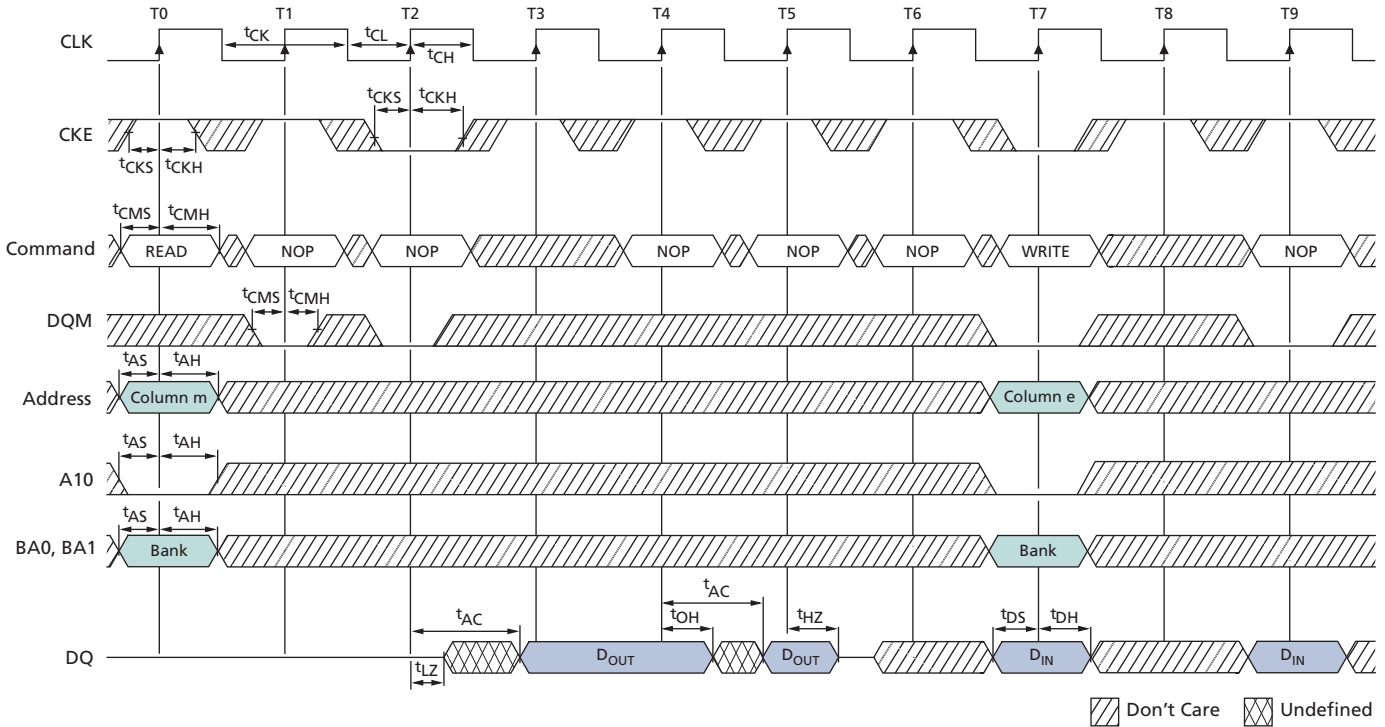 T0 T1 T2 T3 T4 T5 T6 T7 T8 T9
CLK tCK tCL tCH
tCKS tCKH
CKE
tCKS tCKH
tCMS tCMH
Command READ NOP NOP NOP NOP NOP WRITE NOP
tCMS tCMH
DQM
tAS tAH
Address Column m Column e
tAS tAH
A10
tAS tAH
BA0, BA1 Bank Bank
tAC tAC tOH tHZ tDS tDH
DQ DOUT DOUT DIN DIN
tLZ
Don't Care Undefined